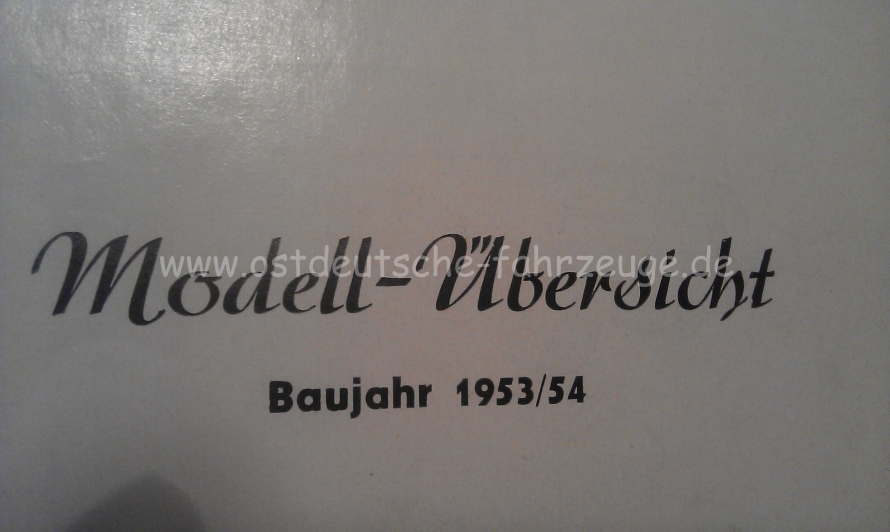 www.ostdeutsche-fahrzeuge.de
Modell-Übersicht
Baujahr 1953/54